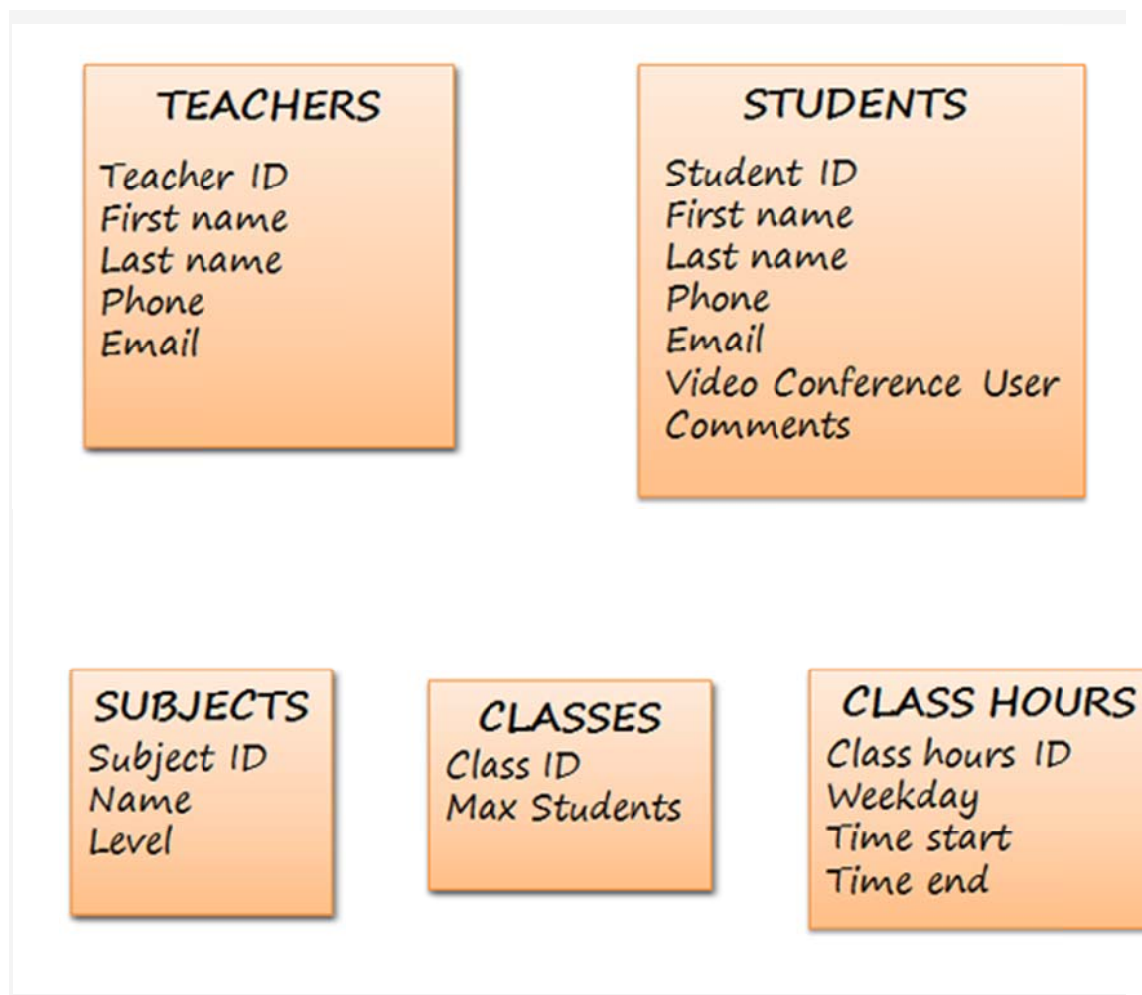 TEACHERS
Teacher ID
First name
Last name
Phone
Email
STUDENTS
Student ID
First name
Last name
Phone
Email
Video Conference User
Comments
SUBJECTS
Subject ID
Name
Level
CLASSES
Class ID
Max Students
CLASS HOURS
Class hours ID
Weekday
Time start
Time end